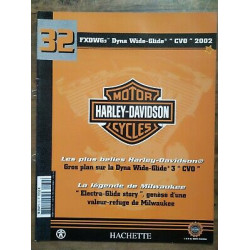 32
FXDWG3 Dyna Wide-Glide " CVO " 2002
MOTOR
HARLEY-DAVIDSON
CYCLES
Les plus belles Harley-Davidson®
Gros plan sur la Dyna Wide-Glide " 3 " CVO "
La légende de Milwaukee
" Electra-Glide story ", genèse d'une
valeur-refuge de Milwaukee
HACHETTE